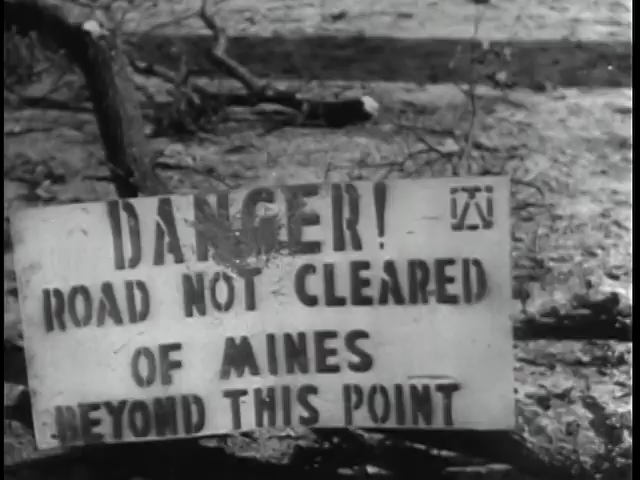 DANGER!
ROAD NOT CLEARED
OF MINES
BEYOND THIS POINT